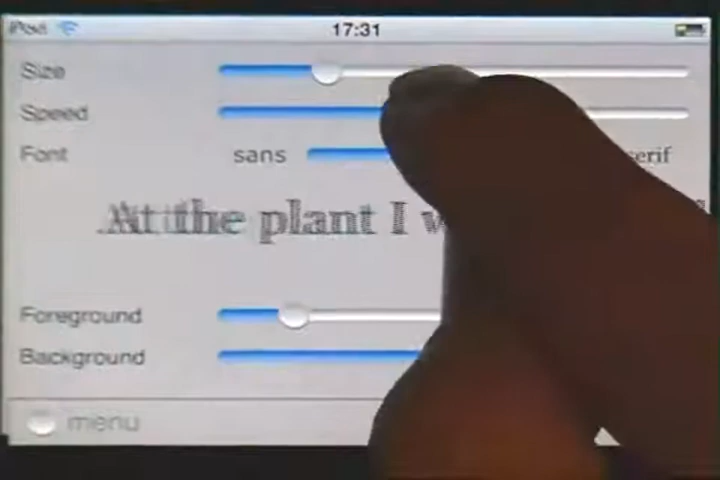 iPod 17:31
Size
Speed
Font sans serif
.At the plant I
Foreground
Background
menu